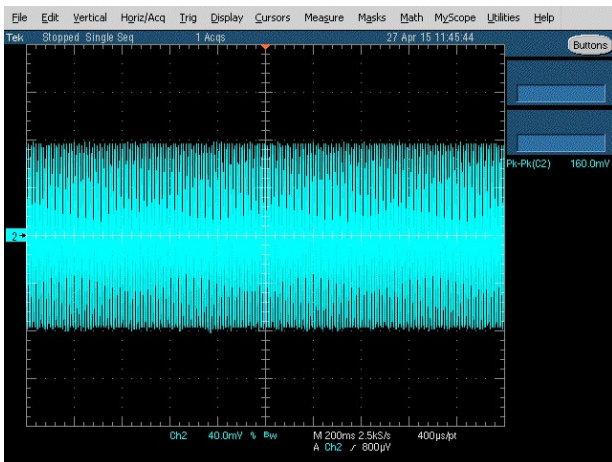 File Edit Vertical Horiz/Acq Trig Display Cursors Measure Masks Math MyScope Utilities Help
Tek Stopped Single Seq 1 Acqs 27 Apr 15 11:45:44 Buttons
Pk-Pk(C2) 160.0mV
2
Ch2 40.0mV % Bw M 200ms 2.5kS/s 400µs/pt
A Ch2 / 800µV